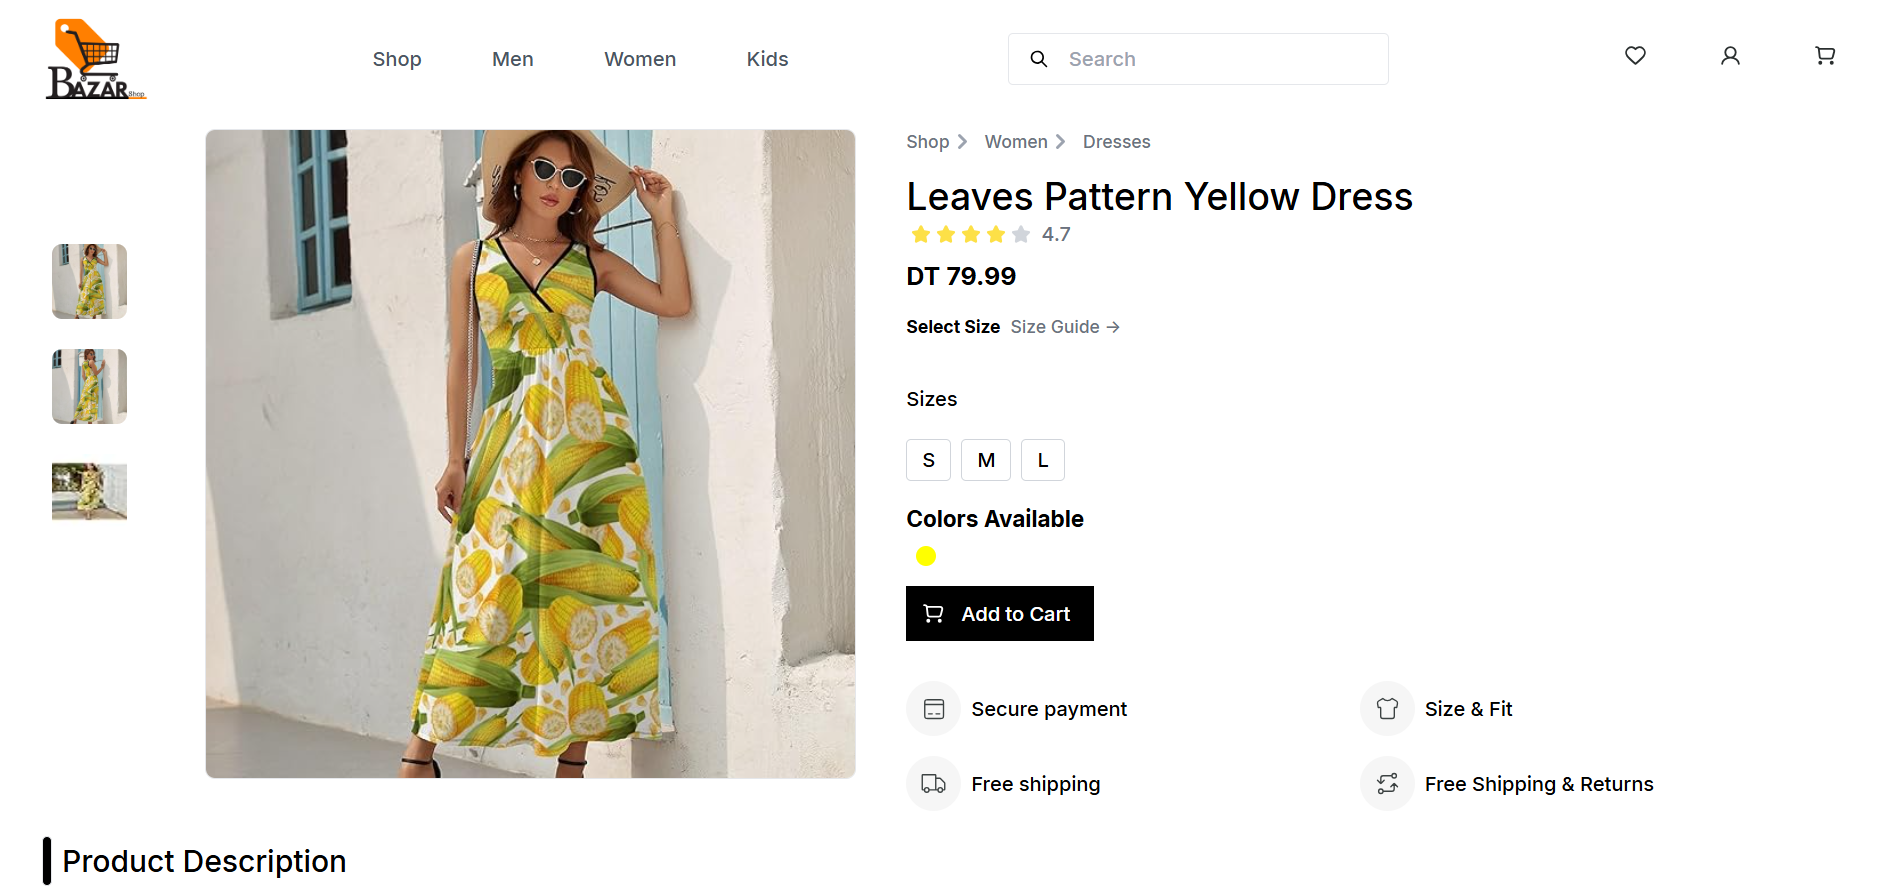 BAZAR
Shop
Shop
Men
Women
Kids
Search
Shop
Women
Dresses
Leaves Pattern Yellow Dress
4.7
DT 79.99
Select Size Size Guide →
Sizes
S M L
Colors Available
Add to Cart
Secure payment
Size & Fit
Free shipping
Free Shipping & Returns
Product Description